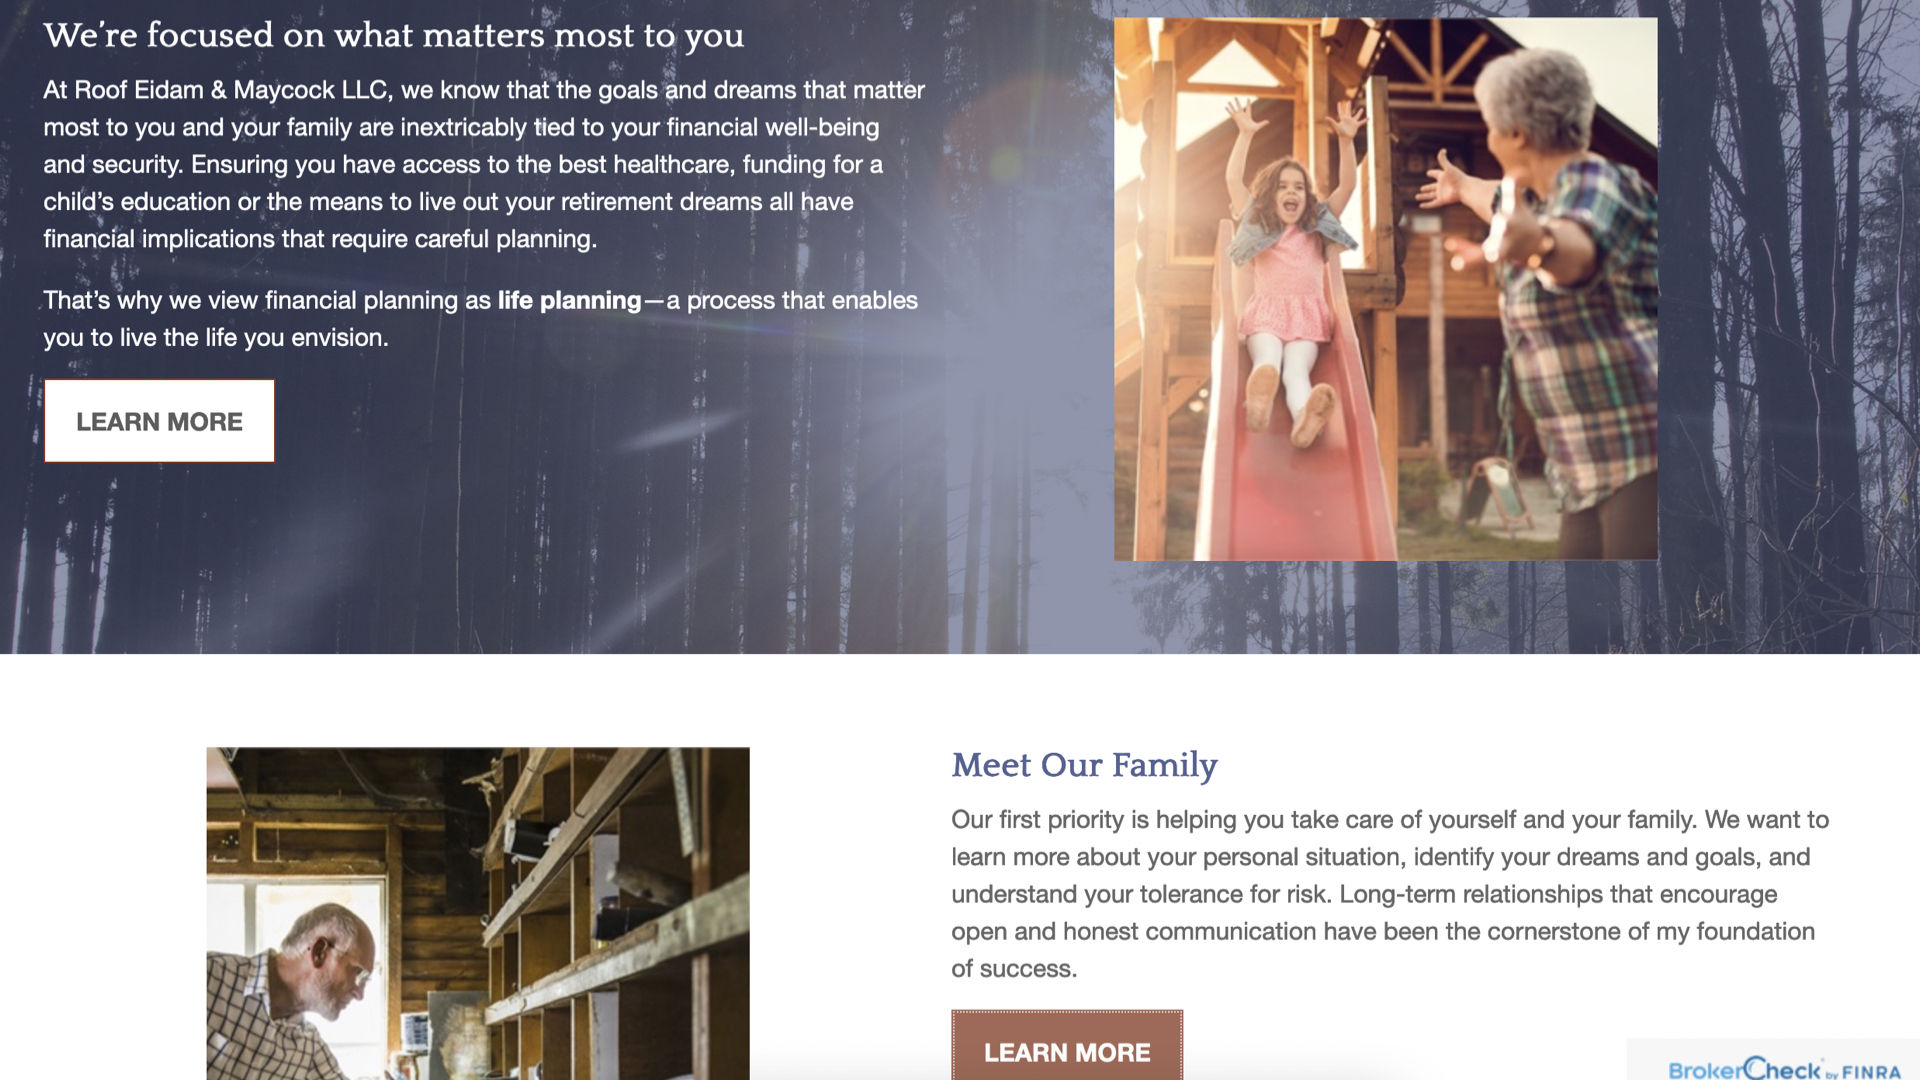 We're focused on what matters most to you
At Roof Eidam & Maycock LLC, we know that the goals and dreams that matter
most to you and your family are inextricably tied to your financial well-being
and security. Ensuring you have access to the best healthcare, funding for a
child's education or the means to live out your retirement dreams all have
financial implications that require careful planning.
That's why we view financial planning as life planning—a process that enables
you to live the life you envision.
LEARN MORE
Meet Our Family
Our first priority is helping you take care of yourself and your family. We want to
learn more about your personal situation, identify your dreams and goals, and
understand your tolerance for risk. Long-term relationships that encourage
open and honest communication have been the cornerstone of my foundation
of success.
LEARN MORE
BrokerCheck by FINRA